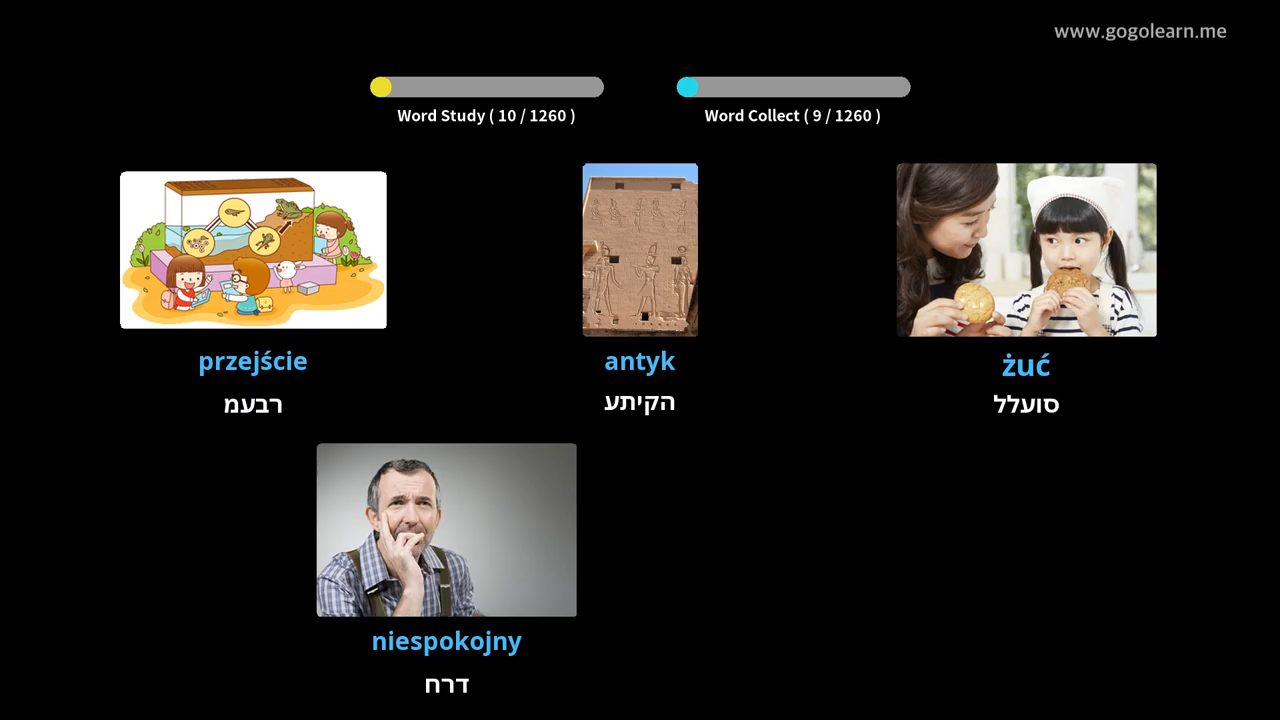 www.gogolearn.me
Word Study ( 10 / 1260 )
Word Collect ( 9 / 1260 )
przejście
רבעמ
antyk
הקיתע
żuć
סועלל
niespokojny
דרח